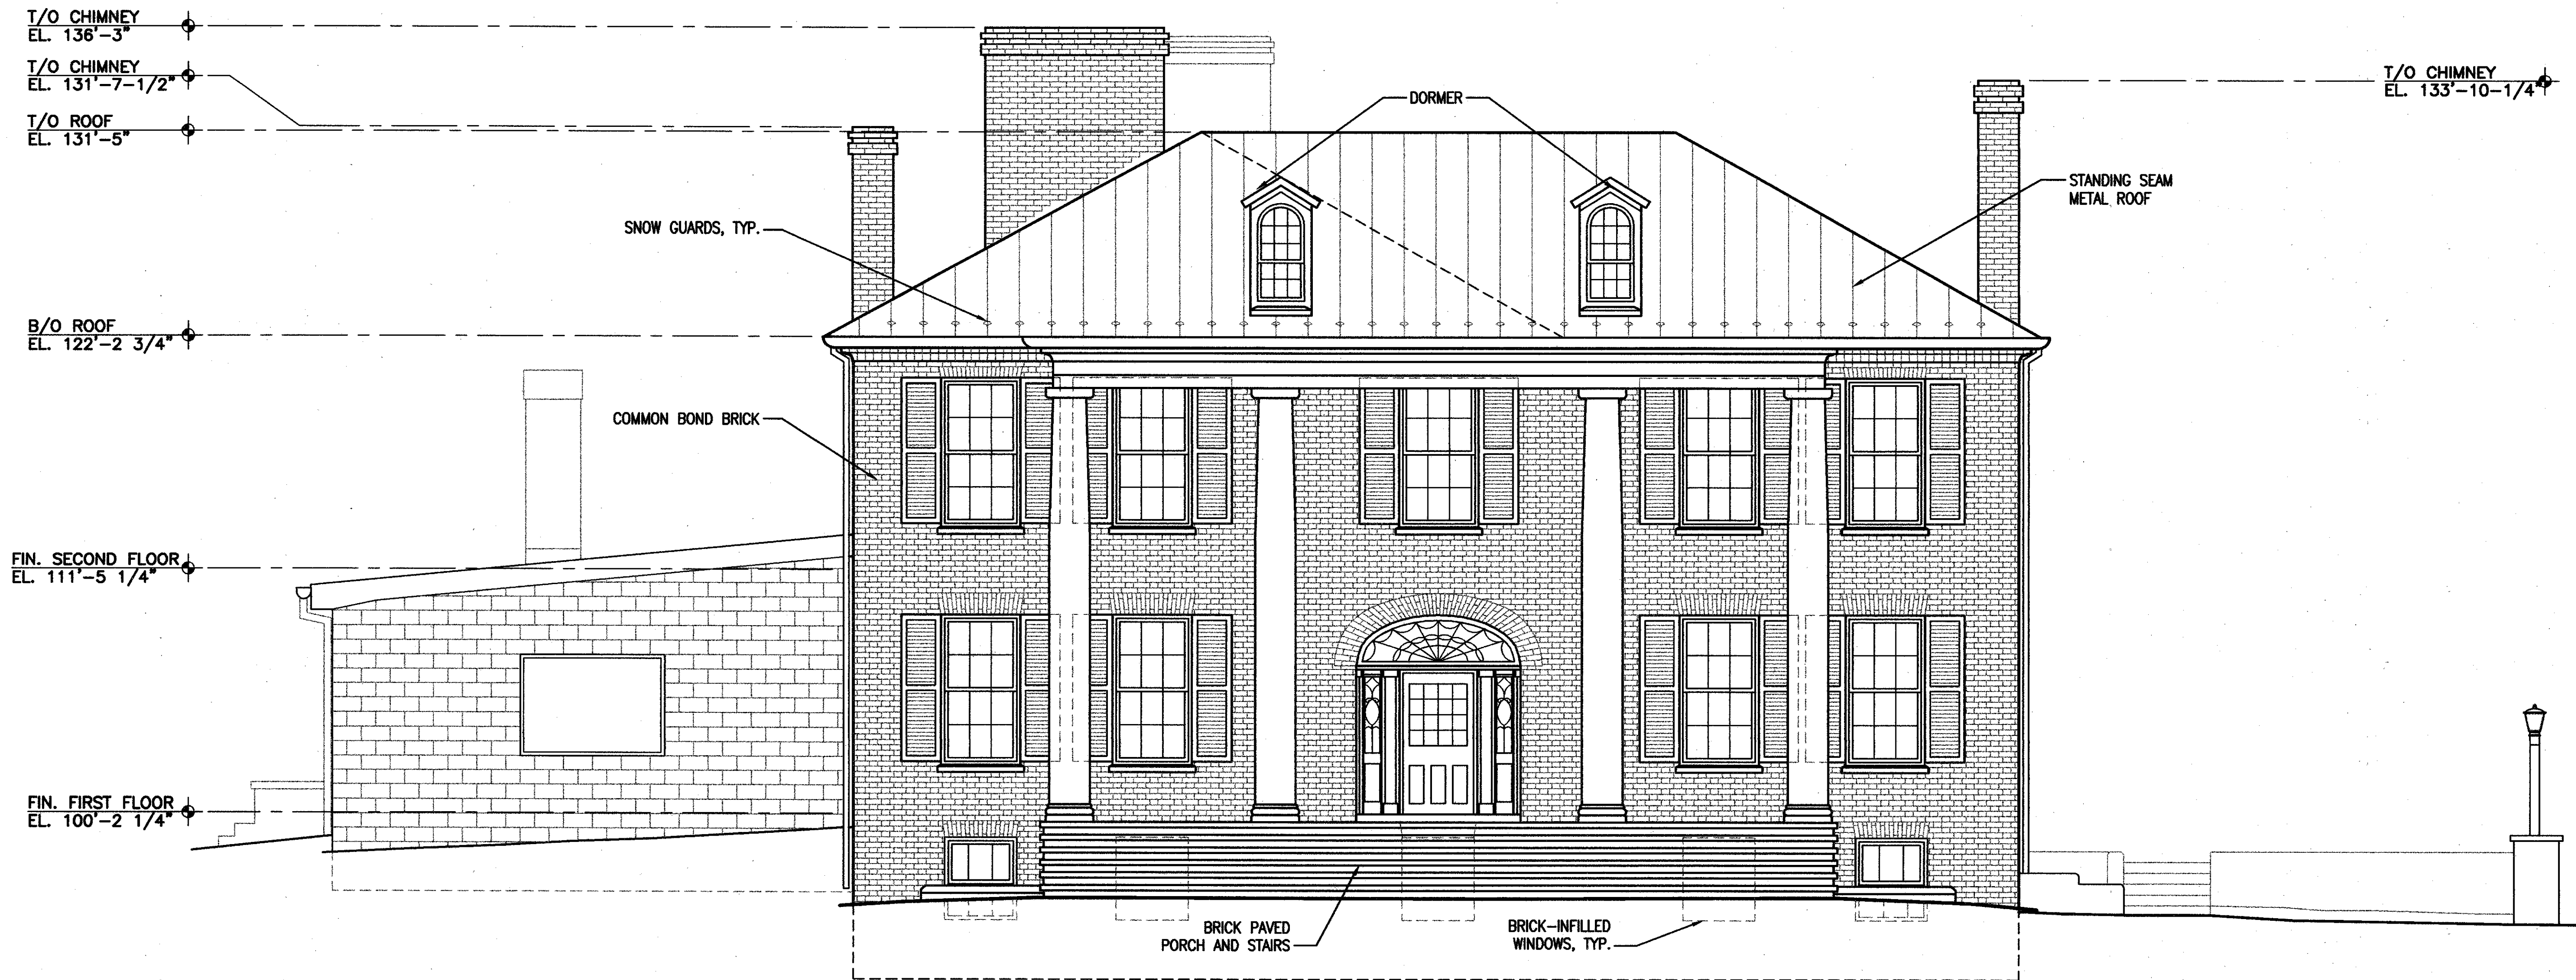 T/O CHIMNEY
EL. 136'-3"
T/O CHIMNEY
EL. 131'-7-1/2"
T/O ROOF
EL. 131'-5"
B/O ROOF
EL. 122'-2 3/4"
FIN. SECOND FLOOR
EL. 111'-5 1/4"
FIN. FIRST FLOOR
EL. 100'-2 1/4"
SNOW GUARDS, TYP.
COMMON BOND BRICK
DORMER
STANDING SEAM
METAL ROOF
T/O CHIMNEY
EL. 133'-10-1/4"
BRICK PAVED
PORCH AND STAIRS
BRICK-INFILLED
WINDOWS, TYP.